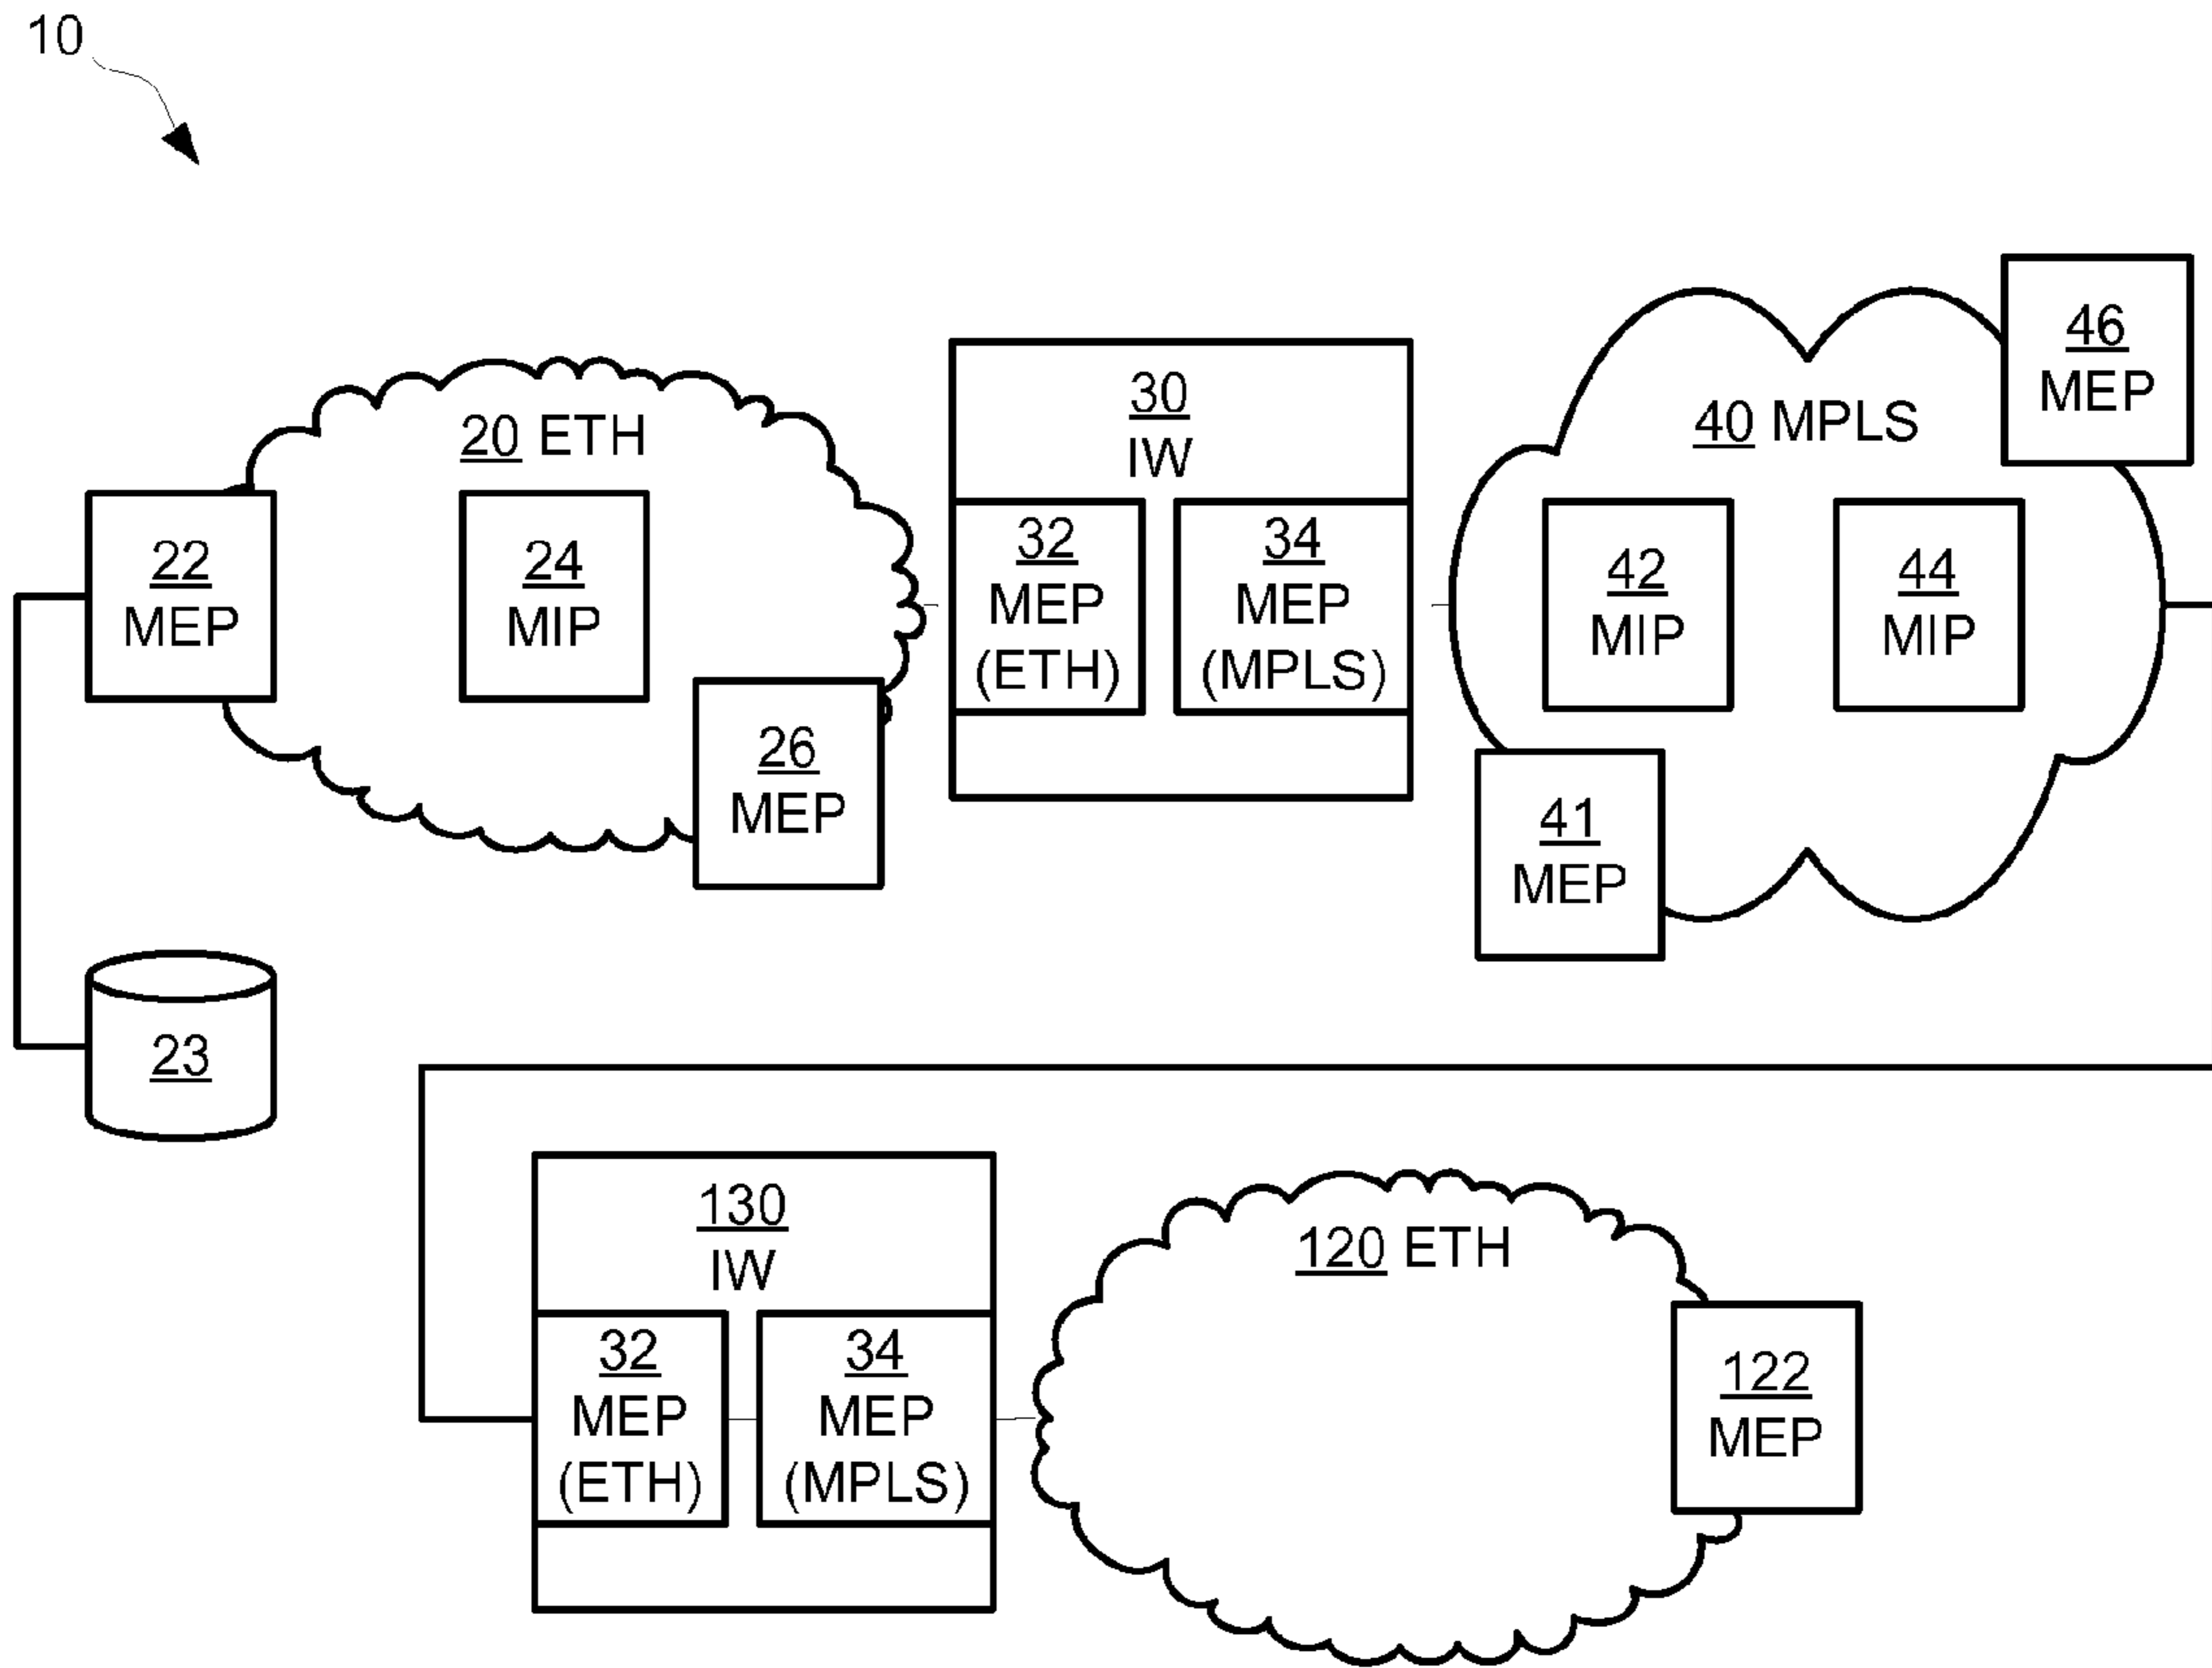 10
20 ETH
22
MEP
24
MIP
26
MEP
23
30
IW
32
MEP
(ETH)
34
MEP
(MPLS)
40 MPLS
46
MEP
42
MIP
44
MIP
41
MEP
130
IW
32
MEP
(ETH)
34
MEP
(MPLS)
120 ETH
122
MEP